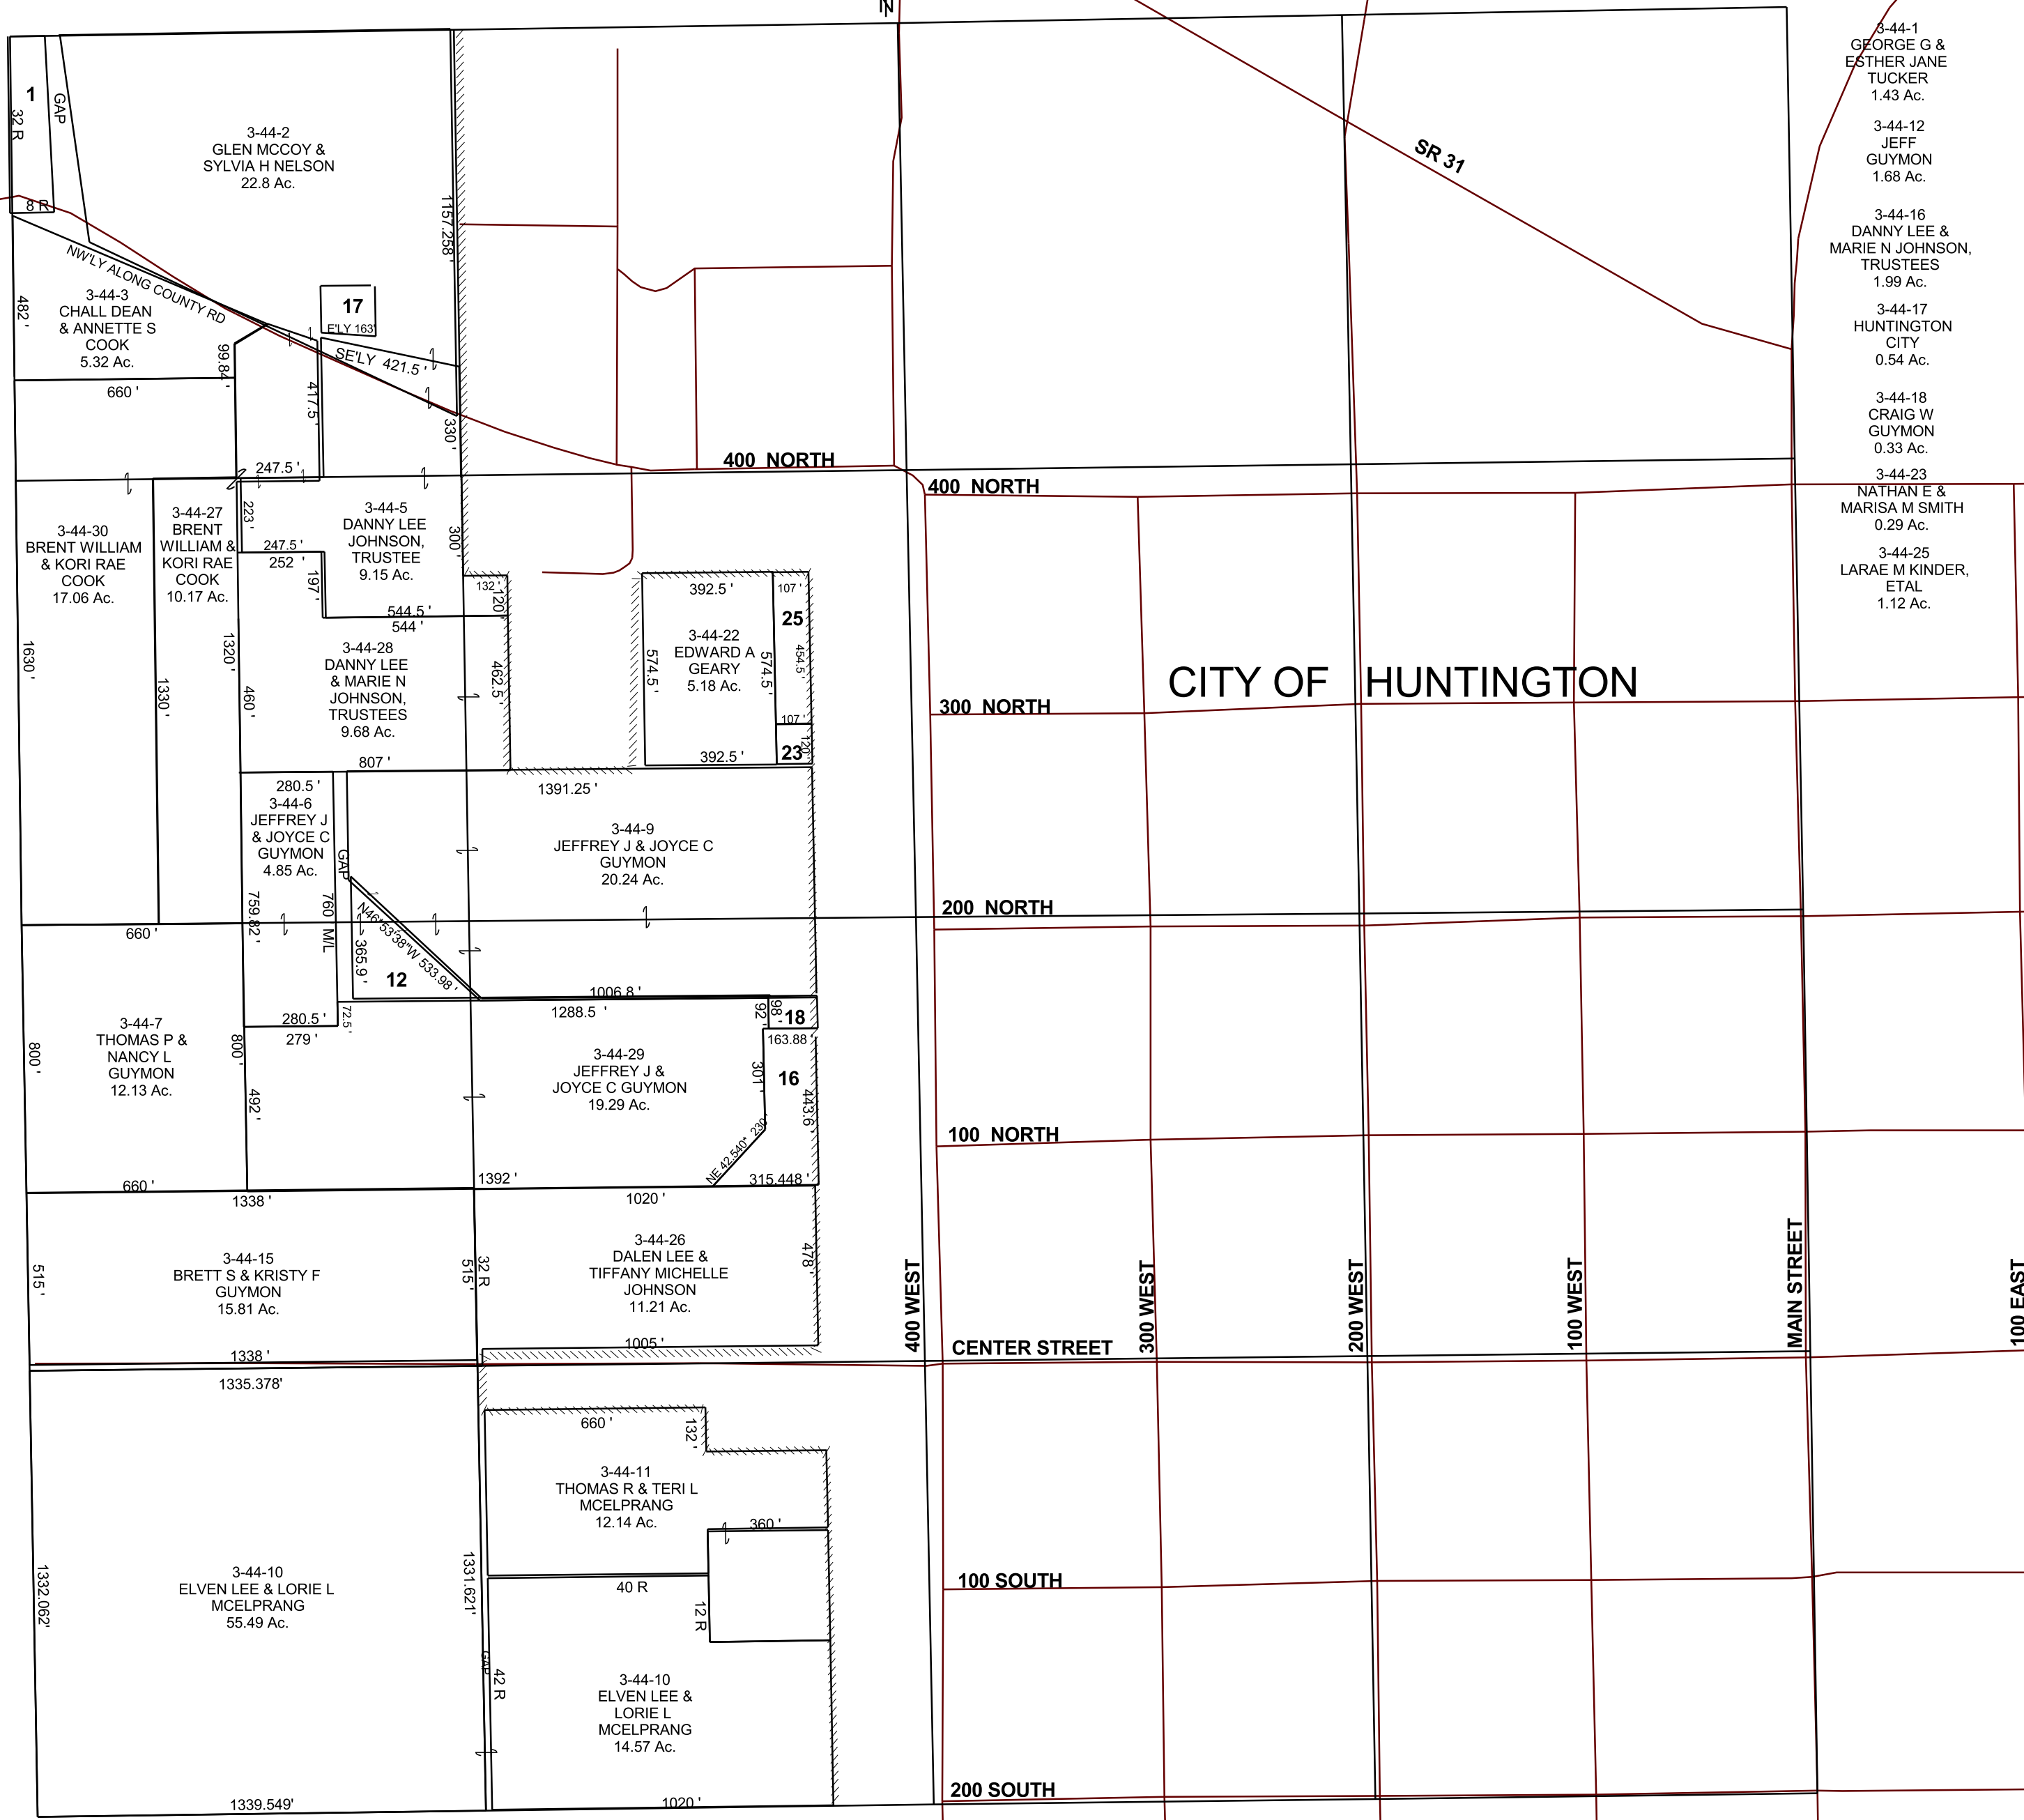 N
1
32 R
GAP
8 R
3-44-2
GLEN MCCOY &
SYLVIA H NELSON
22.8 Ac.
1157.258'
NW'LY ALONG COUNTY RD
482 '
3-44-3
CHALL DEAN
& ANNETTE S
COOK
5.32 Ac.
660 '
99.84 '
17
E'LY 163'
SE'LY 421.5 '
417.5 '
330 '
247.5 '
SR 31
400 NORTH
400 NORTH
3-44-30
BRENT WILLIAM
& KORI RAE
COOK
17.06 Ac.
1630 '
3-44-27
BRENT
WILLIAM &
KORI RAE
COOK
10.17 Ac.
1330 '
1320 '
223 '
247.5 '
252 '
197 '
3-44-5
DANNY LEE
JOHNSON,
TRUSTEE
9.15 Ac.
300 '
132 '
120 '
544.5 '
544 '
3-44-28
DANNY LEE
& MARIE N
JOHNSON,
TRUSTEES
9.68 Ac.
460 '
462.5 '
807 '
392.5 '
107 '
25
3-44-22
EDWARD A
GEARY
5.18 Ac.
574.5 '
574.5 '
454.5 '
107 '
120 '
23
392.5 '
CITY OF HUNTINGTON
300 NORTH
280.5 '
3-44-6
JEFFREY J
& JOYCE C
GUYMON
4.85 Ac.
GAP
759.82 '
760 M/L
1391.25 '
3-44-9
JEFFREY J & JOYCE C
GUYMON
20.24 Ac.
N46°53'38"W 533.98 '
365.9 '
12
200 NORTH
660 '
1006.8 '
1288.5 '
72.5 '
280.5 '
279 '
92 '
98 '
18
163.88 '
3-44-7
THOMAS P &
NANCY L
GUYMON
12.13 Ac.
800 '
800 '
492 '
3-44-29
JEFFREY J &
JOYCE C GUYMON
19.29 Ac.
301 '
16
443.6 '
NE 42.540° 230'
315.448 '
100 NORTH
660 '
1338 '
1392 '
1020 '
3-44-15
BRETT S & KRISTY F
GUYMON
15.81 Ac.
515 '
515 '
32 R
3-44-26
DALEN LEE &
TIFFANY MICHELLE
JOHNSON
11.21 Ac.
478 '
1338 '
1005 '
400 WEST
300 WEST
200 WEST
100 WEST
MAIN STREET
100 EAST
CENTER STREET
1335.378'
660 '
132 '
3-44-11
THOMAS R & TERI L
MCELPRANG
12.14 Ac.
360 '
40 R
12 R
3-44-10
ELVEN LEE & LORIE L
MCELPRANG
55.49 Ac.
1332.062'
1331.621'
GAP
42 R
3-44-10
ELVEN LEE &
LORIE L
MCELPRANG
14.57 Ac.
1339.549'
1020 '
100 SOUTH
200 SOUTH
3-44-1
GEORGE G &
ESTHER JANE
TUCKER
1.43 Ac.
3-44-12
JEFF
GUYMON
1.68 Ac.
3-44-16
DANNY LEE &
MARIE N JOHNSON,
TRUSTEES
1.99 Ac.
3-44-17
HUNTINGTON
CITY
0.54 Ac.
3-44-18
CRAIG W
GUYMON
0.33 Ac.
3-44-23
NATHAN E &
MARISA M SMITH
0.29 Ac.
3-44-25
LARAE M KINDER,
ETAL
1.12 Ac.